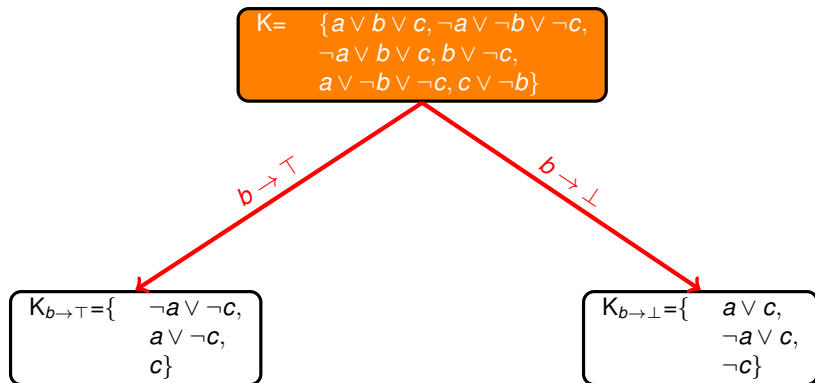 K= {a ∨ b ∨ c, ¬a ∨ ¬b ∨ ¬c,
¬a ∨ b ∨ c, b ∨ ¬c,
a ∨ ¬b ∨ ¬c, c ∨ ¬b}
b → ⊤
b → ⊥
K_{b→⊤}={ ¬a ∨ ¬c,
a ∨ ¬c,
c}
K_{b→⊥}={ a ∨ c,
¬a ∨ c,
¬c}